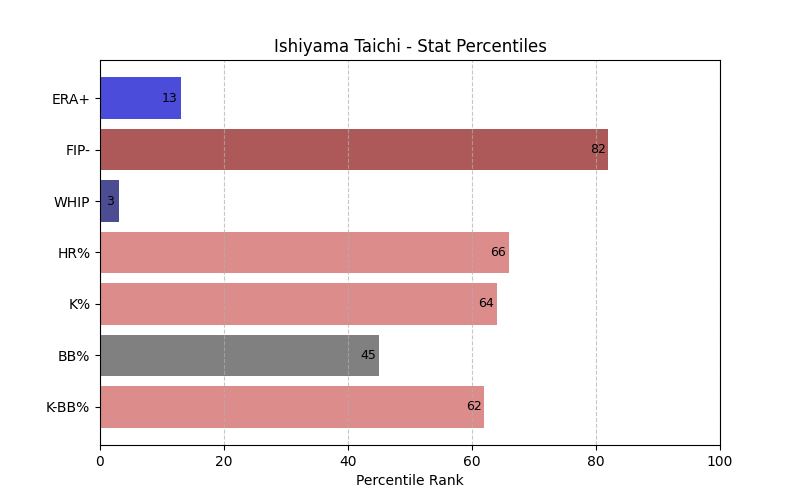 Ishiyama Taichi - Stat Percentiles
ERA+ 13
FIP- 82
WHIP 3
HR% 66
K% 64
BB% 45
K-BB% 62
0 20 40 60 80 100
Percentile Rank